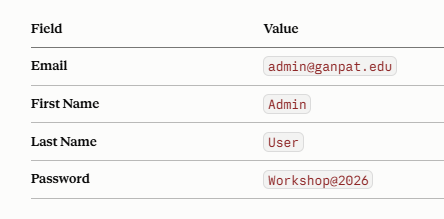 Field Value
Email admin@ganpat.edu
First Name Admin
Last Name User
Password Workshop@2026